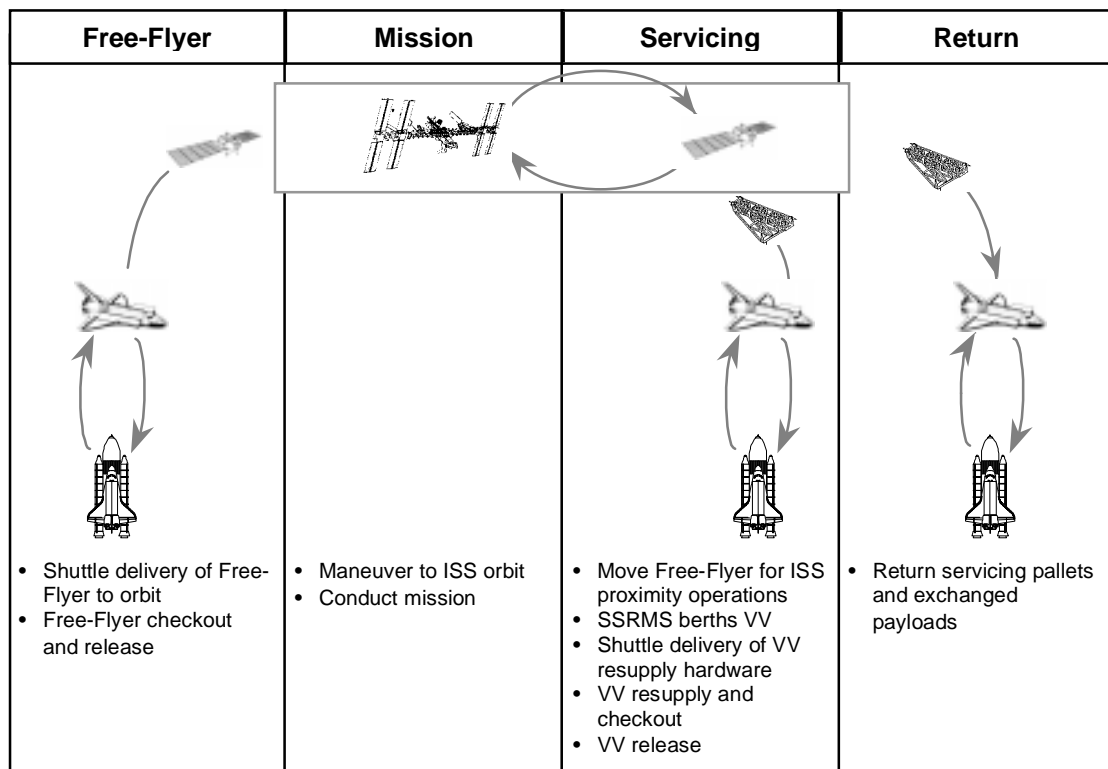 Free-Flyer
Mission
Servicing
Return
• Shuttle delivery of Free-
Flyer to orbit
• Free-Flyer checkout
and release
• Maneuver to ISS orbit
• Conduct mission
• Move Free-Flyer for ISS
proximity operations
• SSRMS berths VV
• Shuttle delivery of VV
resupply hardware
• VV resupply and
checkout
• VV release
• Return servicing pallets
and exchanged
payloads